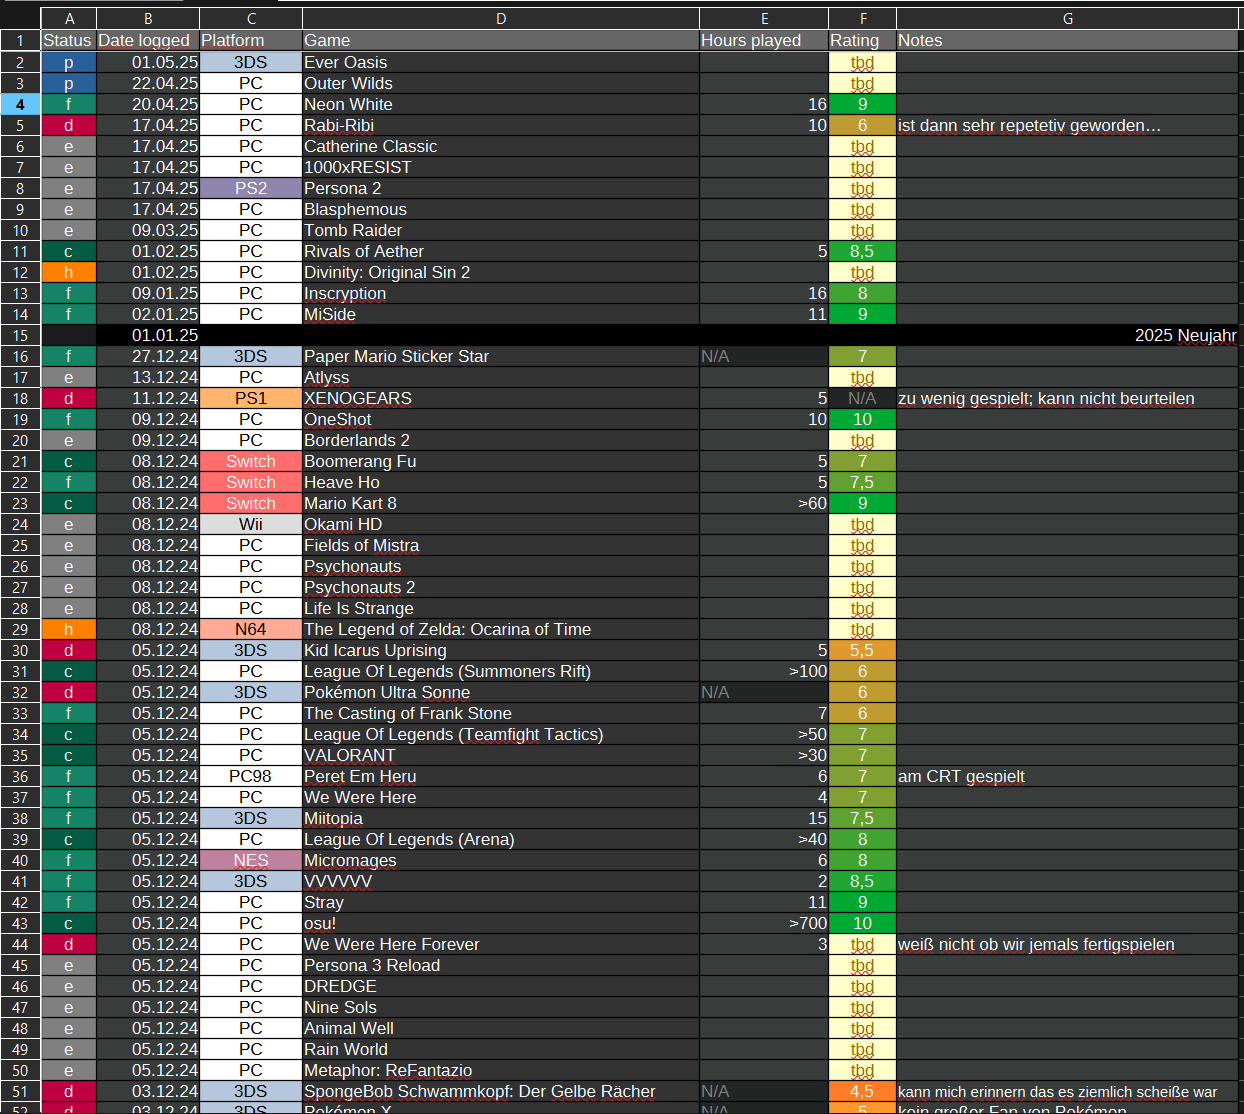 A B C D E F G
1 Status Date logged Platform Game Hours played Rating Notes
2 p 01.05.25 3DS Ever Oasis tbd
3 p 22.04.25 PC Outer Wilds tbd
4 f 20.04.25 PC Neon White 16 9
5 d 17.04.25 PC Rabi-Ribi 10 6 ist dann sehr repetetiv geworden…
6 e 17.04.25 PC Catherine Classic tbd
7 e 17.04.25 PC 1000xRESIST tbd
8 e 17.04.25 PS2 Persona 2 tbd
9 e 17.04.25 PC Blasphemous tbd
10 e 09.03.25 PC Tomb Raider tbd
11 c 01.02.25 PC Rivals of Aether 5 8,5
12 h 01.02.25 PC Divinity: Original Sin 2 tbd
13 f 09.01.25 PC Inscryption 16 8
14 f 02.01.25 PC MiSide 11 9
15 01.01.25 2025 Neujahr
16 f 27.12.24 3DS Paper Mario Sticker Star N/A 7
17 e 13.12.24 PC Atlyss tbd
18 d 11.12.24 PS1 XENOGEARS 5 N/A zu wenig gespielt; kann nicht beurteilen
19 f 09.12.24 PC OneShot 10 10
20 e 09.12.24 PC Borderlands 2 tbd
21 c 08.12.24 Switch Boomerang Fu 5 7
22 f 08.12.24 Switch Heave Ho 5 7,5
23 c 08.12.24 Switch Mario Kart 8 >60 9
24 e 08.12.24 Wii Okami HD tbd
25 e 08.12.24 PC Fields of Mistra tbd
26 e 08.12.24 PC Psychonauts tbd
27 e 08.12.24 PC Psychonauts 2 tbd
28 e 08.12.24 PC Life Is Strange tbd
29 h 08.12.24 N64 The Legend of Zelda: Ocarina of Time tbd
30 d 05.12.24 3DS Kid Icarus Uprising 5 5,5
31 c 05.12.24 PC League Of Legends (Summoners Rift) >100 6
32 d 05.12.24 3DS Pokémon Ultra Sonne N/A 6
33 f 05.12.24 PC The Casting of Frank Stone 7 6
34 c 05.12.24 PC League Of Legends (Teamfight Tactics) >50 7
35 c 05.12.24 PC VALORANT >30 7
36 f 05.12.24 PC98 Peret Em Heru 6 7 am CRT gespielt
37 f 05.12.24 PC We Were Here 4 7
38 f 05.12.24 3DS Miitopia 15 7,5
39 c 05.12.24 PC League Of Legends (Arena) >40 8
40 f 05.12.24 NES Micromages 6 8
41 f 05.12.24 3DS VVVVVV 2 8,5
42 f 05.12.24 PC Stray 11 9
43 c 05.12.24 PC osu! >700 10
44 d 05.12.24 PC We Were Here Forever 3 tbd weiß nicht ob wir jemals fertigspielen
45 e 05.12.24 PC Persona 3 Reload tbd
46 e 05.12.24 PC DREDGE tbd
47 e 05.12.24 PC Nine Sols tbd
48 e 05.12.24 PC Animal Well tbd
49 e 05.12.24 PC Rain World tbd
50 e 05.12.24 PC Metaphor: ReFantazio tbd
51 d 03.12.24 3DS SpongeBob Schwammkopf: Der Gelbe Rächer N/A 4,5 kann mich erinnern das es ziemlich scheiße war
52 d 03.12.24 3DS Pokémon X N/A 5 kein großer Fan von Pokémon